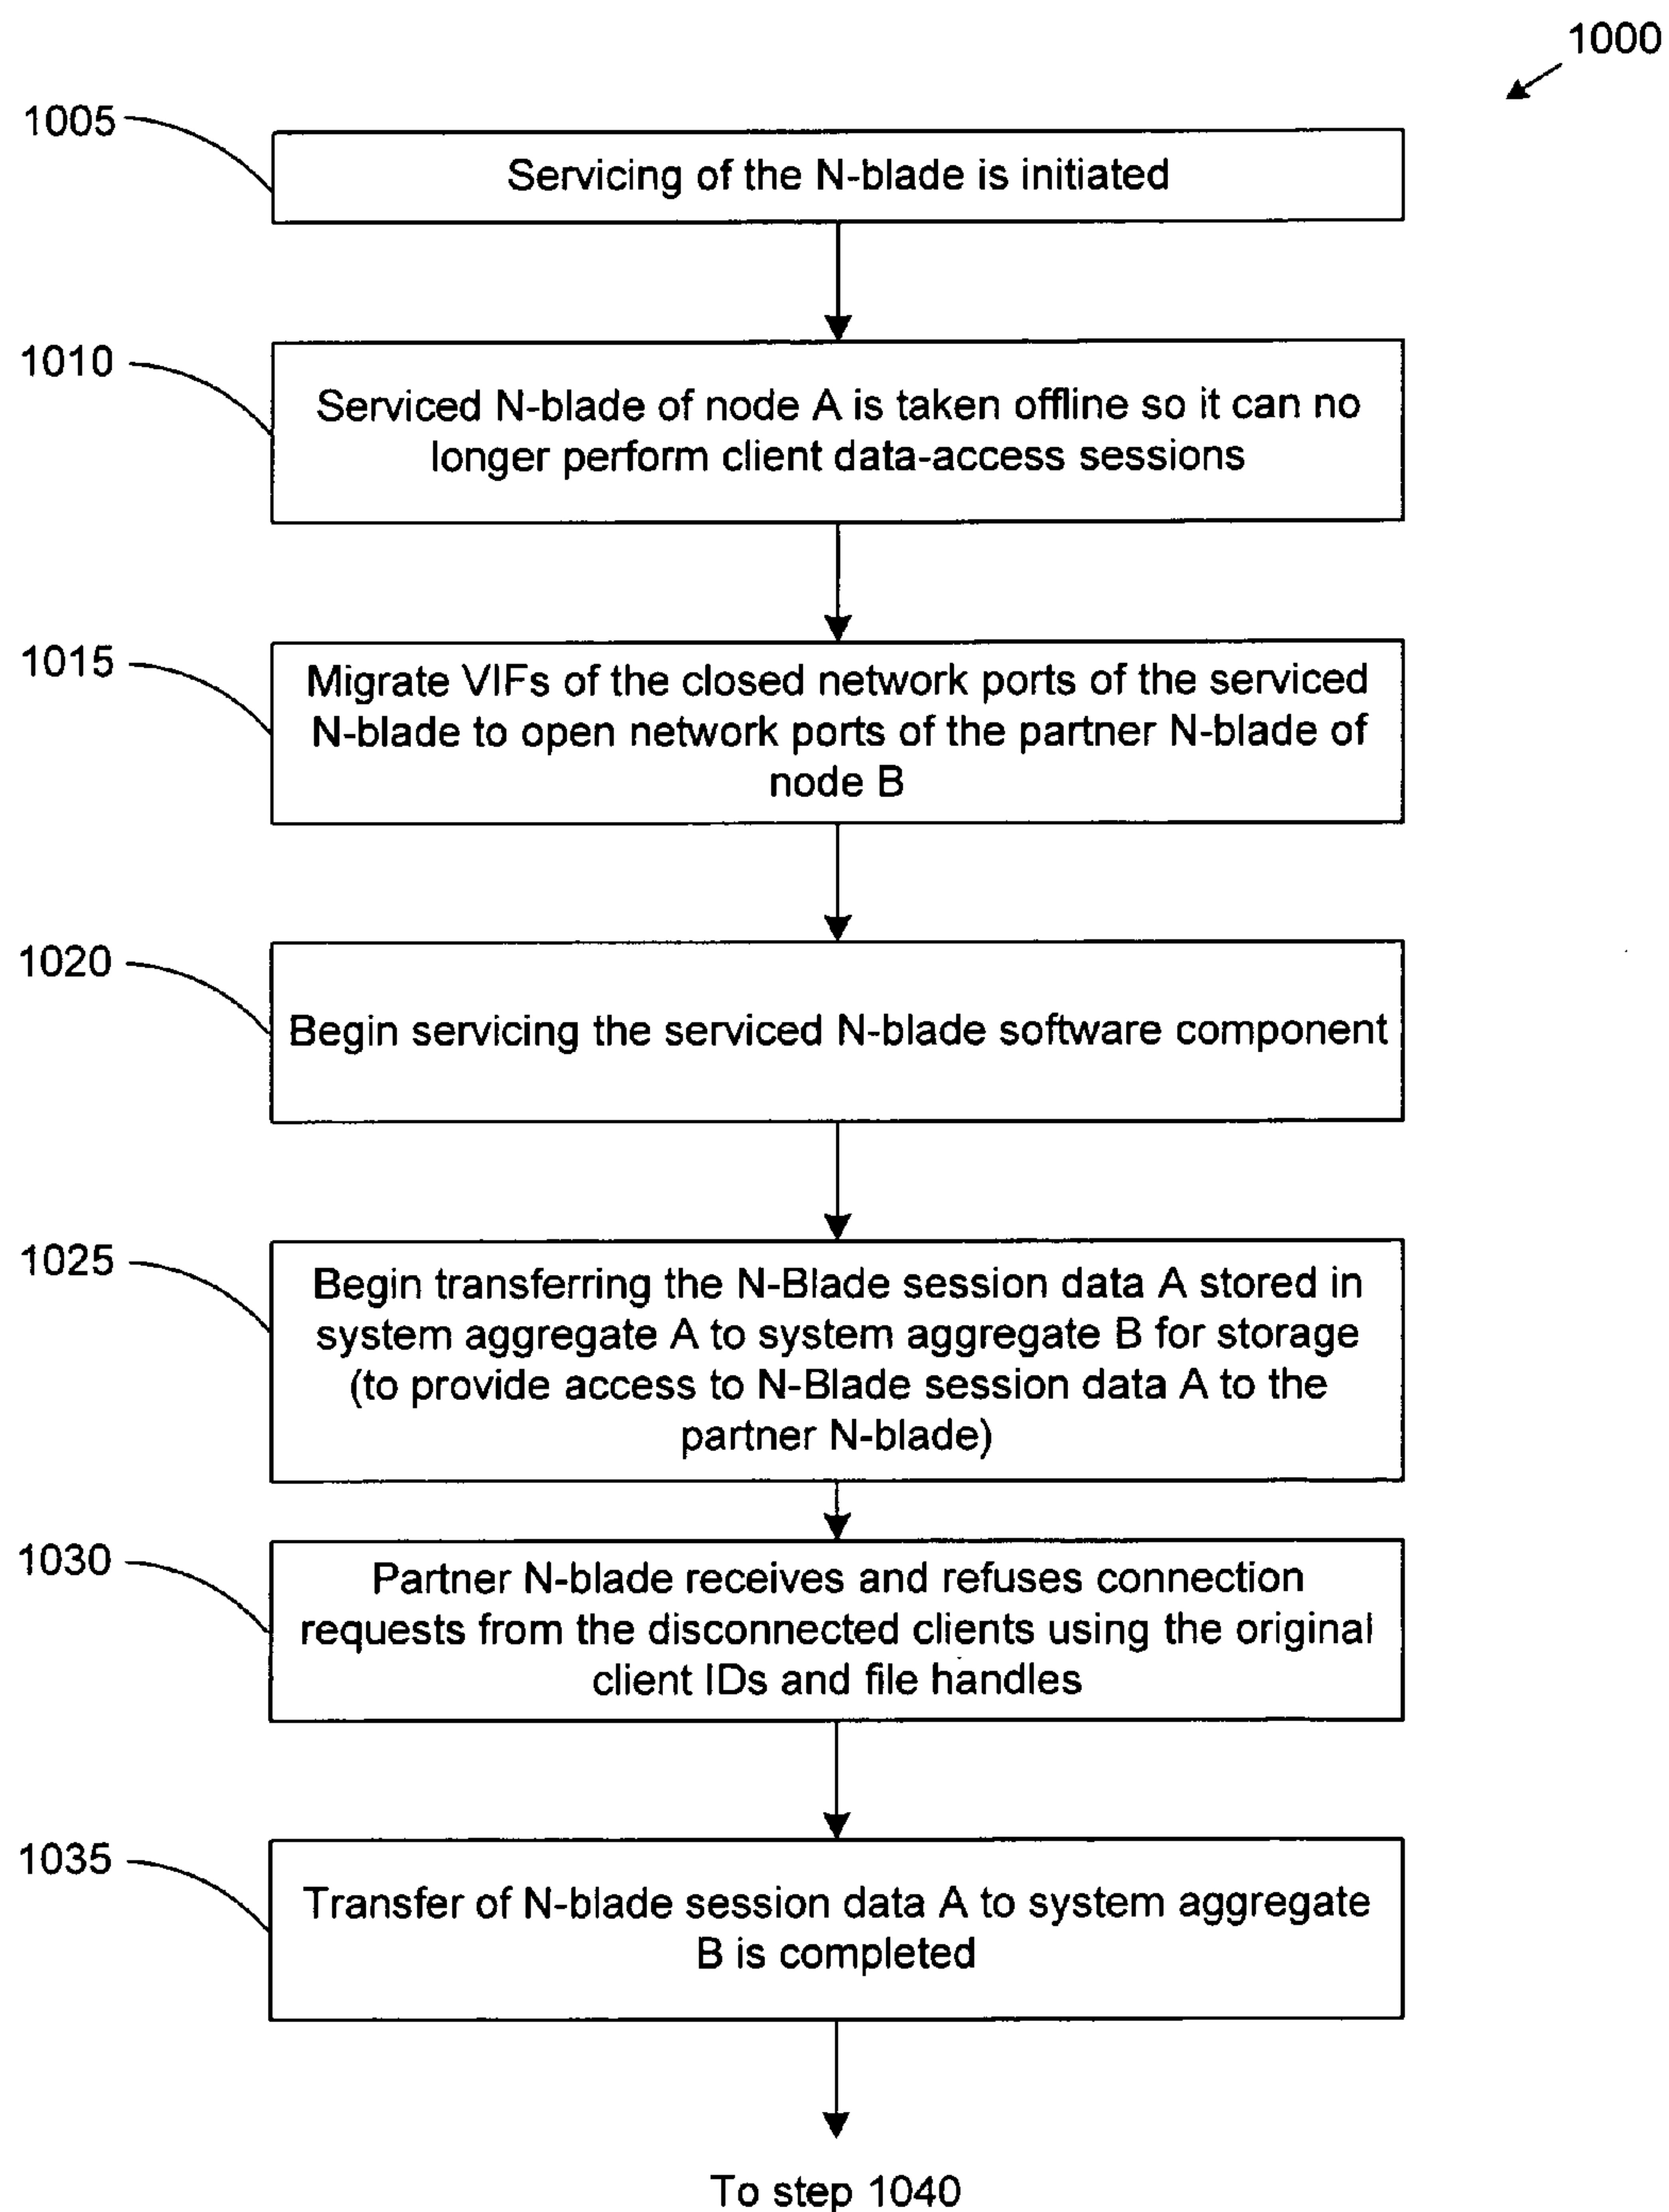 1000
1005
Servicing of the N-blade is initiated
1010
Serviced N-blade of node A is taken offline so it can no
longer perform client data-access sessions
1015
Migrate VIFs of the closed network ports of the serviced
N-blade to open network ports of the partner N-blade of
node B
1020
Begin servicing the serviced N-blade software component
1025
Begin transferring the N-Blade session data A stored in
system aggregate A to system aggregate B for storage
(to provide access to N-Blade session data A to the
partner N-blade)
1030
Partner N-blade receives and refuses connection
requests from the disconnected clients using the original
client IDs and file handles
1035
Transfer of N-blade session data A to system aggregate
B is completed
To step 1040